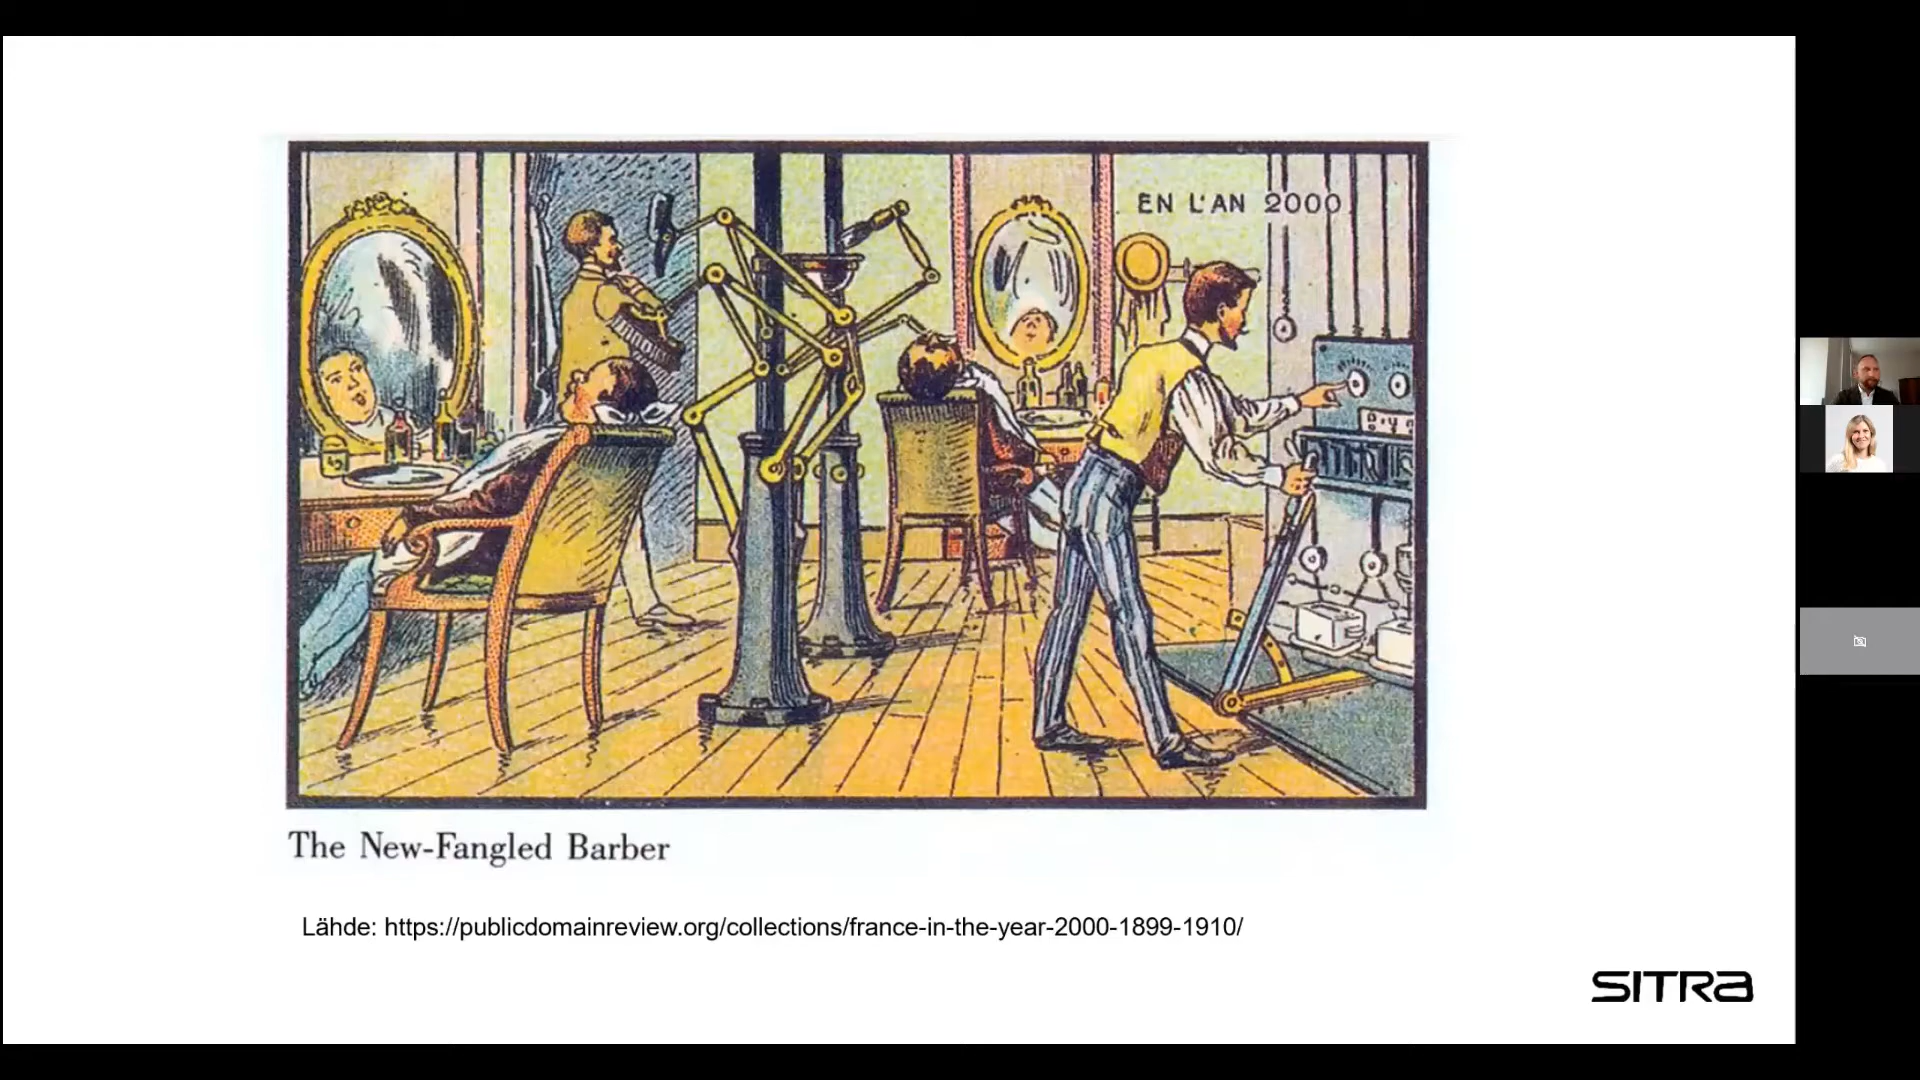 EN L'AN 2000
The New-Fangled Barber
Lähde: https://publicdomainreview.org/collections/france-in-the-year-2000-1899-1910/
SITRA